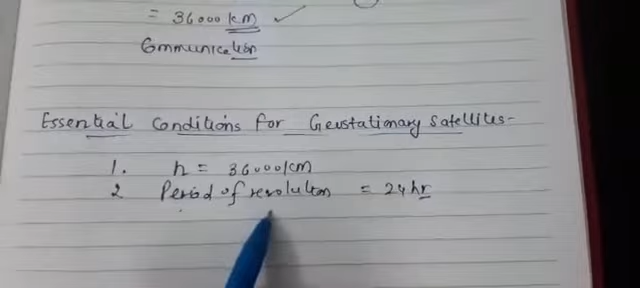 = 36000 km ✓
Communication
Essential Conditions for Geostationary Satellites-
1. h = 36000 km
2 Period of revolution = 24 hr